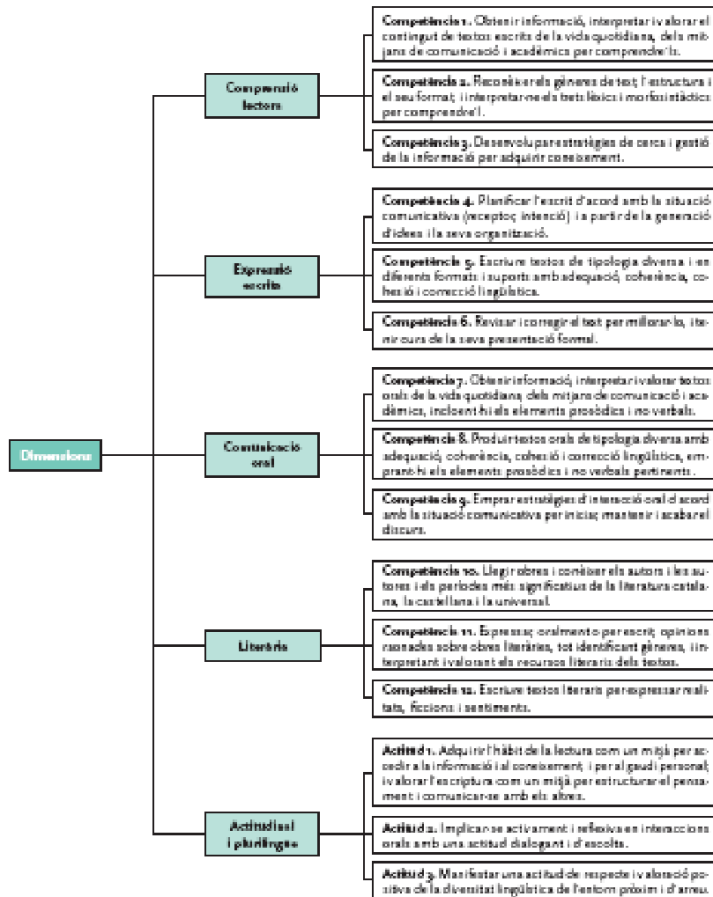 Dimensions
Comprensió
lectora
Competència 1. Obtenir informació, interpretar i valorar el
contingut de textos escrits de la vida quotidiana, dels mit-
jans de comunicació i acadèmics per comprendre'ls.
Competència 2. Reconèixer els gèneres de text, l'estructura i
el seu format, i interpretar-ne els trets lèxics i morfosintàctics
per comprendre'l.
Competència 3. Desenvolupar estratègies de cerca i gestió
de la informació per adquirir coneixement.
Expressió
escrita
Competència 4. Planificar l'escrit d'acord amb la situació
comunicativa (receptor, intenció) i a partir de la generació
d'idees i la seva organització.
Competència 5. Escriure textos de tipologia diversa i en
diferents formats i suports amb adequació, coherència, co-
hesió i correcció lingüística.
Competència 6. Revisar i corregir el text per millorar-lo, i te-
nir cura de la seva presentació formal.
Comunicació
oral
Competència 7. Obtenir informació, interpretar i valorar textos
orals de la vida quotidiana, dels mitjans de comunicació i aca-
dèmics, incloent-hi els elements prosòdics i no verbals.
Competència 8. Produir textos orals de tipologia diversa amb
adequació, coherència, cohesió i correcció lingüística, em-
prant-hi els elements prosòdics i no verbals pertinents.
Competència 9. Emprar estratègies d'interacció oral d'acord
amb la situació comunicativa per iniciar, mantenir i acabar el
discurs.
Literària
Competència 10. Llegir obres i conèixer els autors i les au-
tores i els períodes més significatius de la literatura catala-
na, la castellana i la universal.
Competència 11. Expressar, oralment o per escrit, opinions
raonades sobre obres literàries, tot identificant gèneres, i in-
terpretant i valorant els recursos literaris dels textos.
Competència 12. Escriure textos literaris per expressar reali-
tats, ficcions i sentiments.
Actitudinal
i plurilingüe
Actitud 1. Adquirir l'hàbit de la lectura com un mitjà per ac-
cedir a la informació i al coneixement, i per al gaudi personal;
i valorar l'escriptura com un mitjà per estructurar el pensa-
ment i comunicar-se amb els altres.
Actitud 2. Implicar-se activament i reflexiva en interaccions
orals amb una actitud dialogant i d'escolta.
Actitud 3. Manifestar una actitud de respecte i valoració po-
sitiva de la diversitat lingüística de l'entorn pròxim i d'arreu.